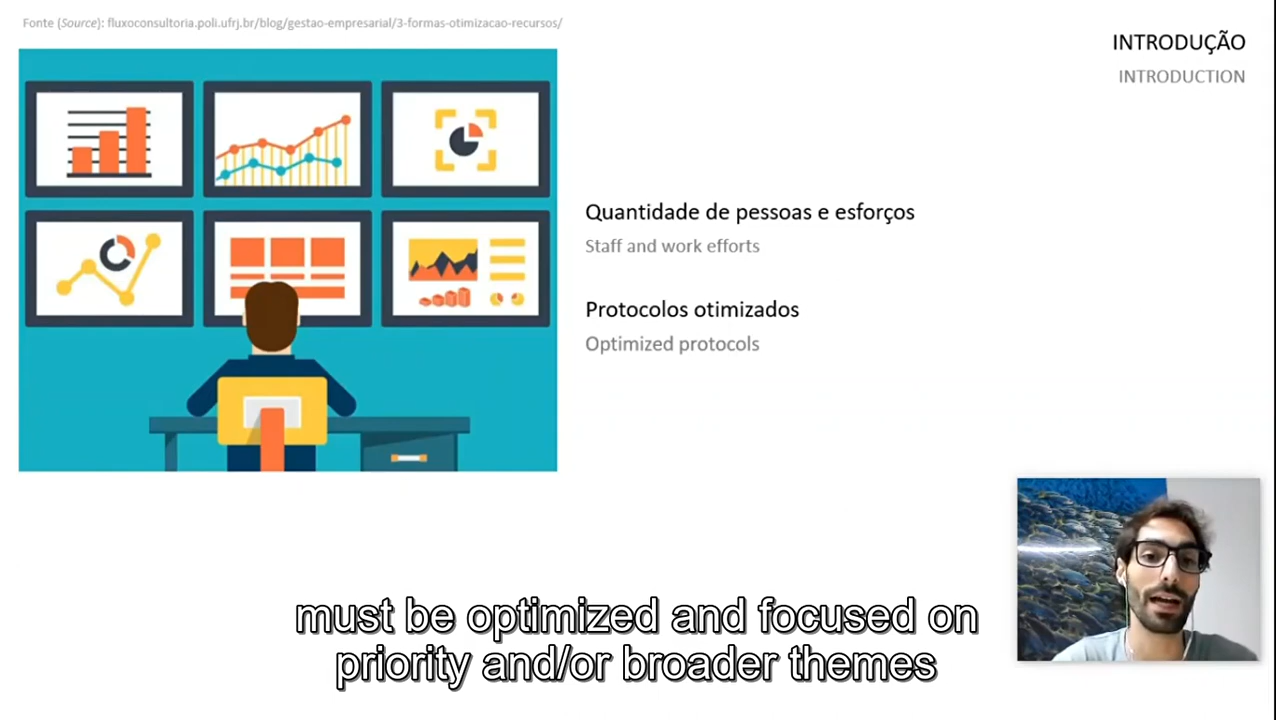 Fonte (Source): fluxoconsultoria.poli.ufrj.br/blog/gestao-empresarial/3-formas-otimizacao-recursos/
INTRODUÇÃO
INTRODUCTION
Quantidade de pessoas e esforços
Staff and work efforts
Protocolos otimizados
Optimized protocols
must be optimized and focused on
priority and/or broader themes